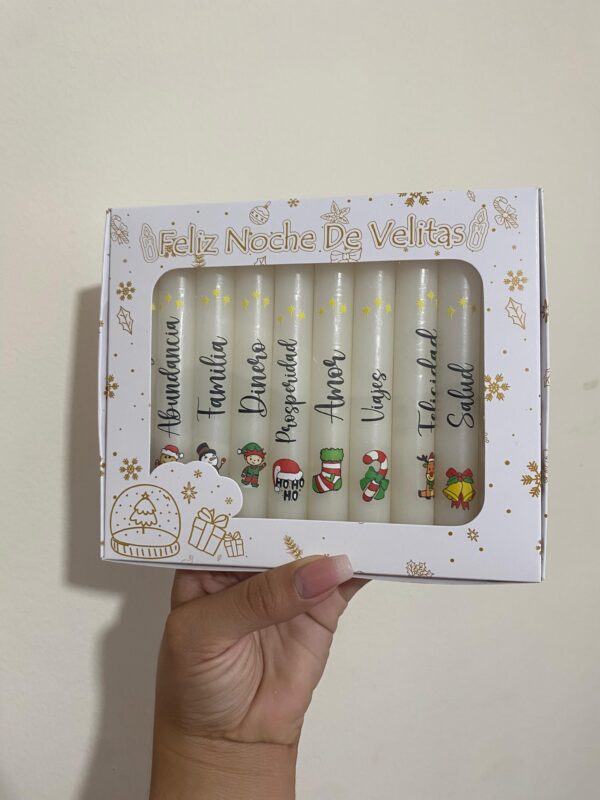 Feliz Noche De Velitas
Abundancia
Familia
Dinero
Prosperidad
Amor
Viajes
Felicidad
Salud
HO HO
HO